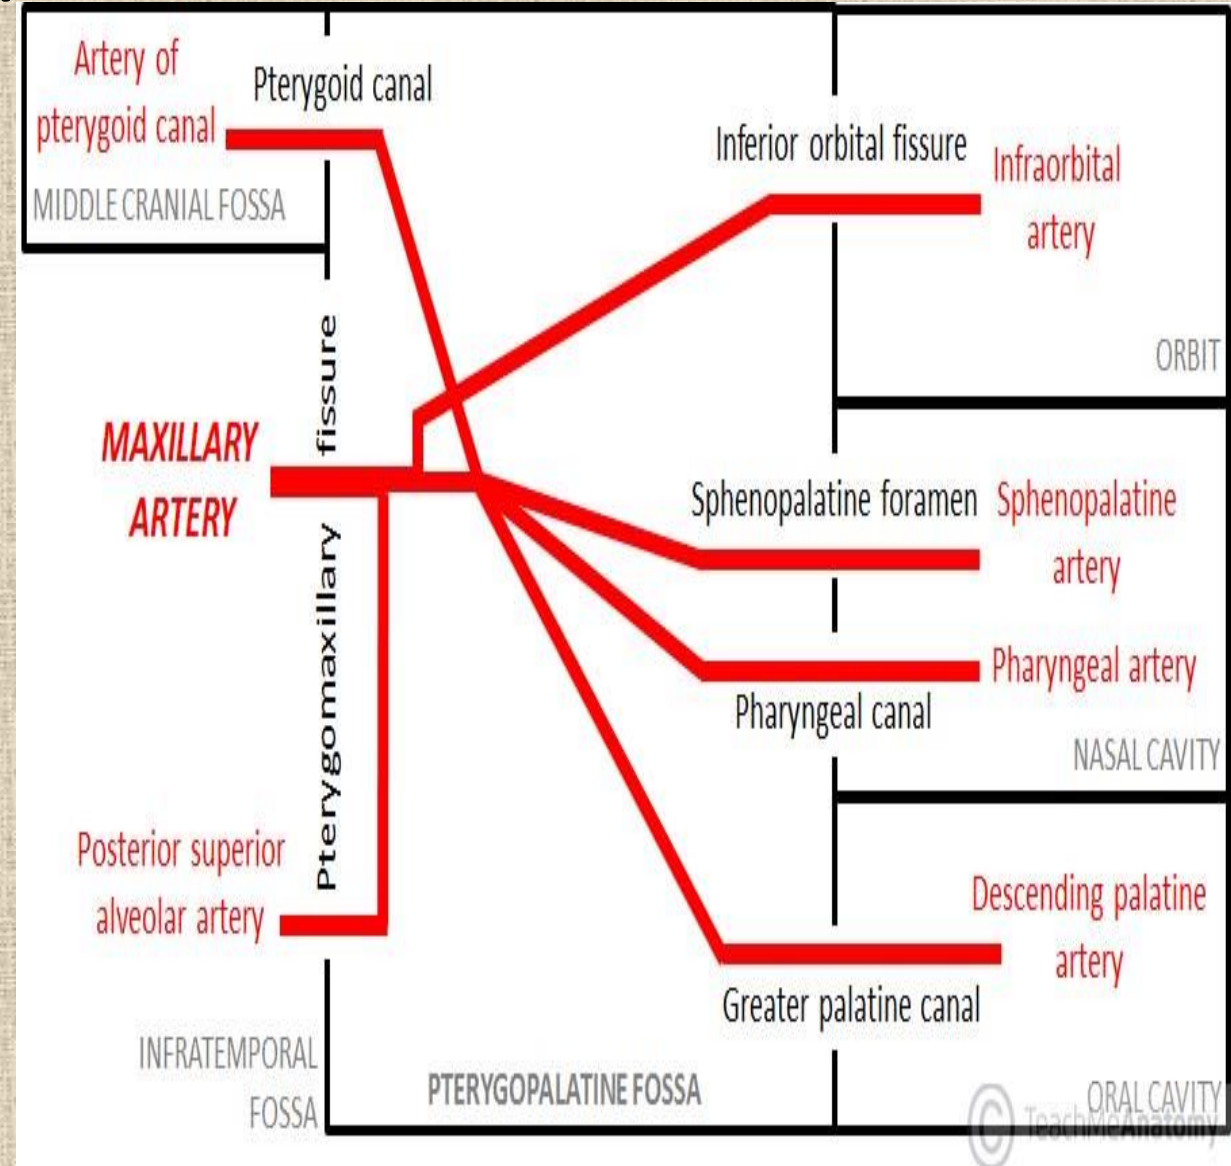 Artery of
pterygoid canal
Pterygoid canal
MIDDLE CRANIAL FOSSA
Inferior orbital fissure
Infraorbital
artery
ORBIT
MAXILLARY
ARTERY
Pterygomaxillary fissure
Sphenopalatine foramen
Sphenopalatine
artery
Pharyngeal artery
Pharyngeal canal
NASAL CAVITY
Posterior superior
alveolar artery
Descending palatine
artery
Greater palatine canal
INFRATEMPORAL
FOSSA
PTERYGOPALATINE FOSSA
ORAL CAVITY
© TeachMeAnatomy